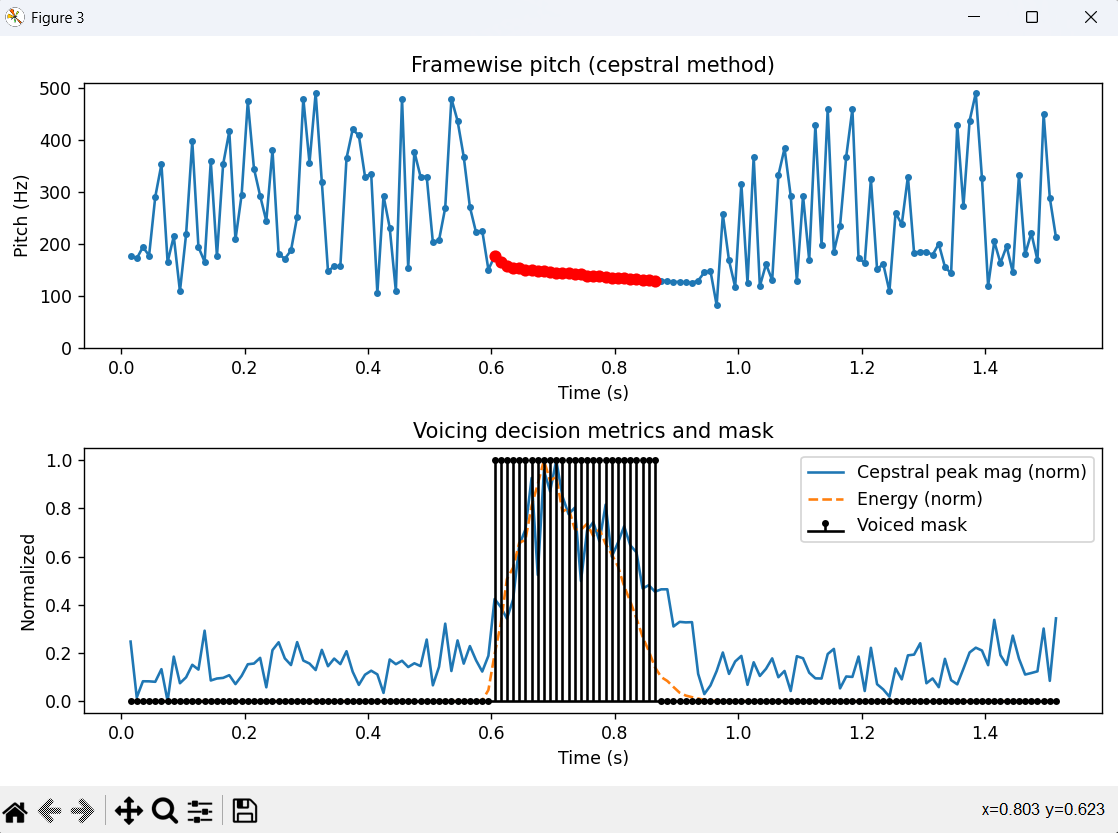 Figure 3
Framewise pitch (cepstral method)
500
400
300
200
100
0
Pitch (Hz)
0.0 0.2 0.4 0.6 0.8 1.0 1.2 1.4
Time (s)
Voicing decision metrics and mask
1.0
0.8
0.6
0.4
0.2
0.0
Normalized
Cepstral peak mag (norm)
Energy (norm)
Voiced mask
0.0 0.2 0.4 0.6 0.8 1.0 1.2 1.4
Time (s)
x=0.803 y=0.623